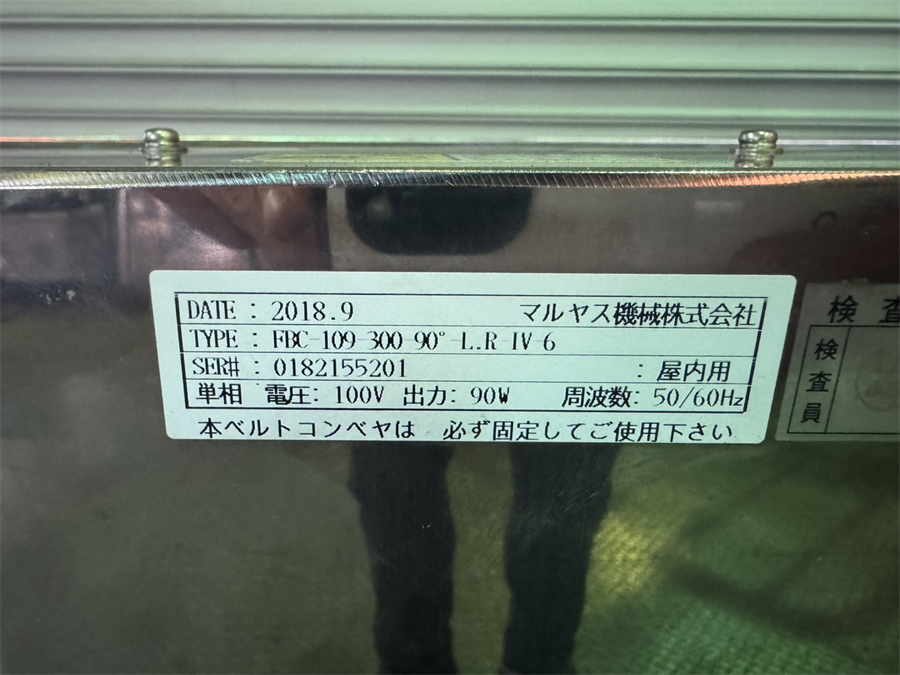 DATE : 2018.9 マルヤス機械株式会社
TYPE : FBC-109-300-90°-L.R-IV-6
SER# : 0182155201 : 屋内用
単相 電圧: 100V 出力: 90W 周波数: 50/60Hz
本ベルトコンベヤは 必ず固定してご使用下さい
検査
検査員